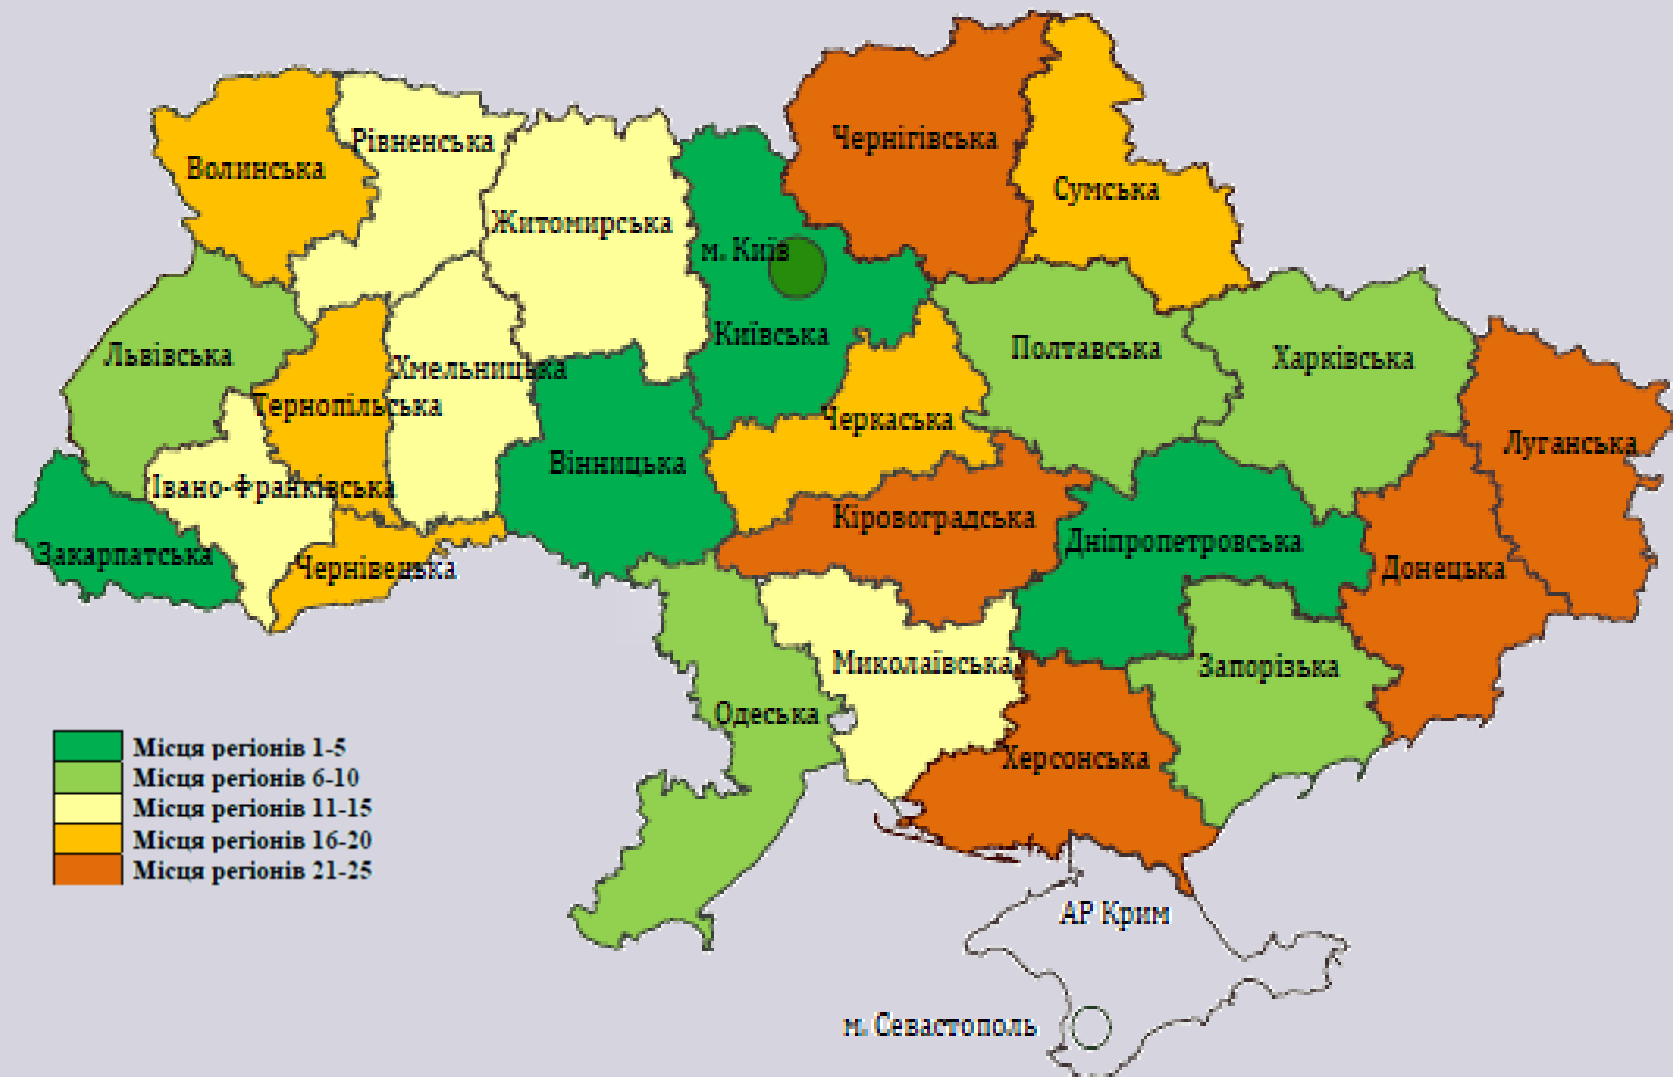 Чернігівська
Рівненська
Волинська
Сумська
Житомирська
м. Київ
Київська
Полтавська
Львівська
Харківська
Хмельницька
Тернопільська
Черкаська
Луганська
Вінницька
Івано-Франківська
Кіровоградська
Дніпропетровська
Закарпатська
Чернівецька
Донецька
Миколаївська
Запорізька
Одеська
Херсонська
Місця регіонів 1-5
Місця регіонів 6-10
Місця регіонів 11-15
Місця регіонів 16-20
Місця регіонів 21-25
АР Крим
м. Севастополь